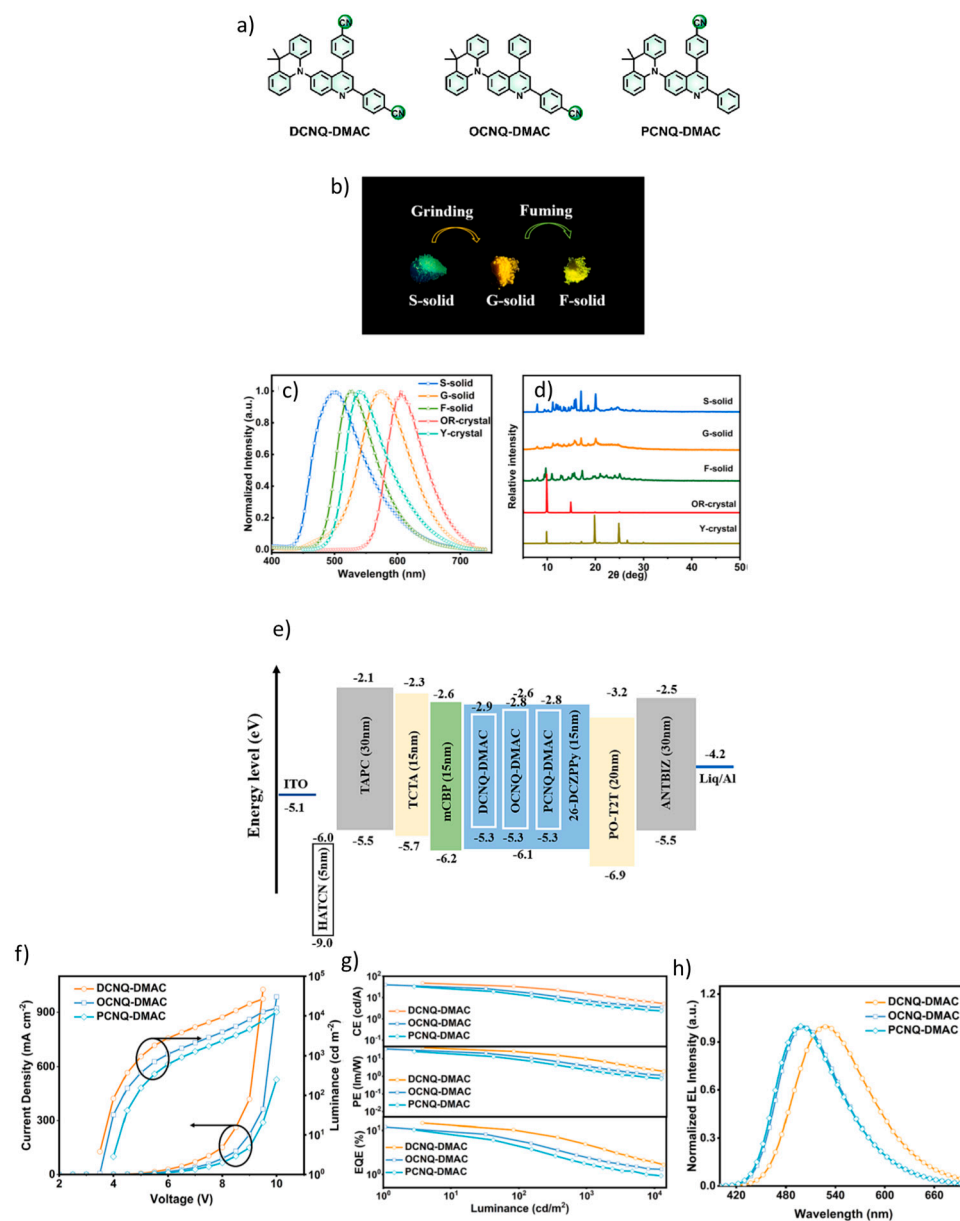 a)
CN
CN
CN
CN
N
N
N
N
N
N
DCNQ-DMAC
OCNQ-DMAC
PCNQ-DMAC
b)
Grinding
Fuming
S-solid
G-solid
F-solid
c)
Normalized Intensity (a.u.)
1.0
0.8
0.6
0.4
0.2
0.0
S-solid
G-solid
F-solid
OR-crystal
Y-crystal
400 500 600 700
Wavelength (nm)
d)
Relative intensity
S-solid
G-solid
F-solid
OR-crystal
Y-crystal
10 20 30 40 50
2θ (deg)
e)
Energy level (eV)
ITO
-5.1
-6.0
HATCN (5nm)
-9.0
-2.1
TAPC (30nm)
-5.5
-2.3
TCTA (15nm)
-5.7
-2.6
mCBP (15nm)
-6.2
-2.6
-2.9
DCNQ-DMAC
-5.3
-2.8
OCNQ-DMAC
-5.3
-2.8
PCNQ-DMAC
-5.3
26-DCZPPy (15nm)
-6.1
-3.2
PO-T2T (20nm)
-6.9
-2.5
ANTBIZ (30nm)
-5.5
-4.2
Liq/Al
f)
Current Density (mA cm⁻²)
900
600
300
0
DCNQ-DMAC
OCNQ-DMAC
PCNQ-DMAC
10⁵
10⁴
10³
10²
10¹
10⁰
Luminance (cd m⁻²)
2 4 6 8 10
Voltage (V)
g)
CE (cd/A)
10²
10¹
10⁰
10⁻¹
DCNQ-DMAC
OCNQ-DMAC
PCNQ-DMAC
PE (lm/W)
10¹
10⁰
10⁻¹
10⁻²
DCNQ-DMAC
OCNQ-DMAC
PCNQ-DMAC
EQE (%)
10¹
10⁰
DCNQ-DMAC
OCNQ-DMAC
PCNQ-DMAC
10⁰ 10¹ 10² 10³ 10⁴
Luminance (cd/m²)
h)
Normalized EL Intensity (a.u.)
1.2
0.9
0.6
0.3
0.0
DCNQ-DMAC
OCNQ-DMAC
PCNQ-DMAC
420 480 540 600 660
Wavelength (nm)